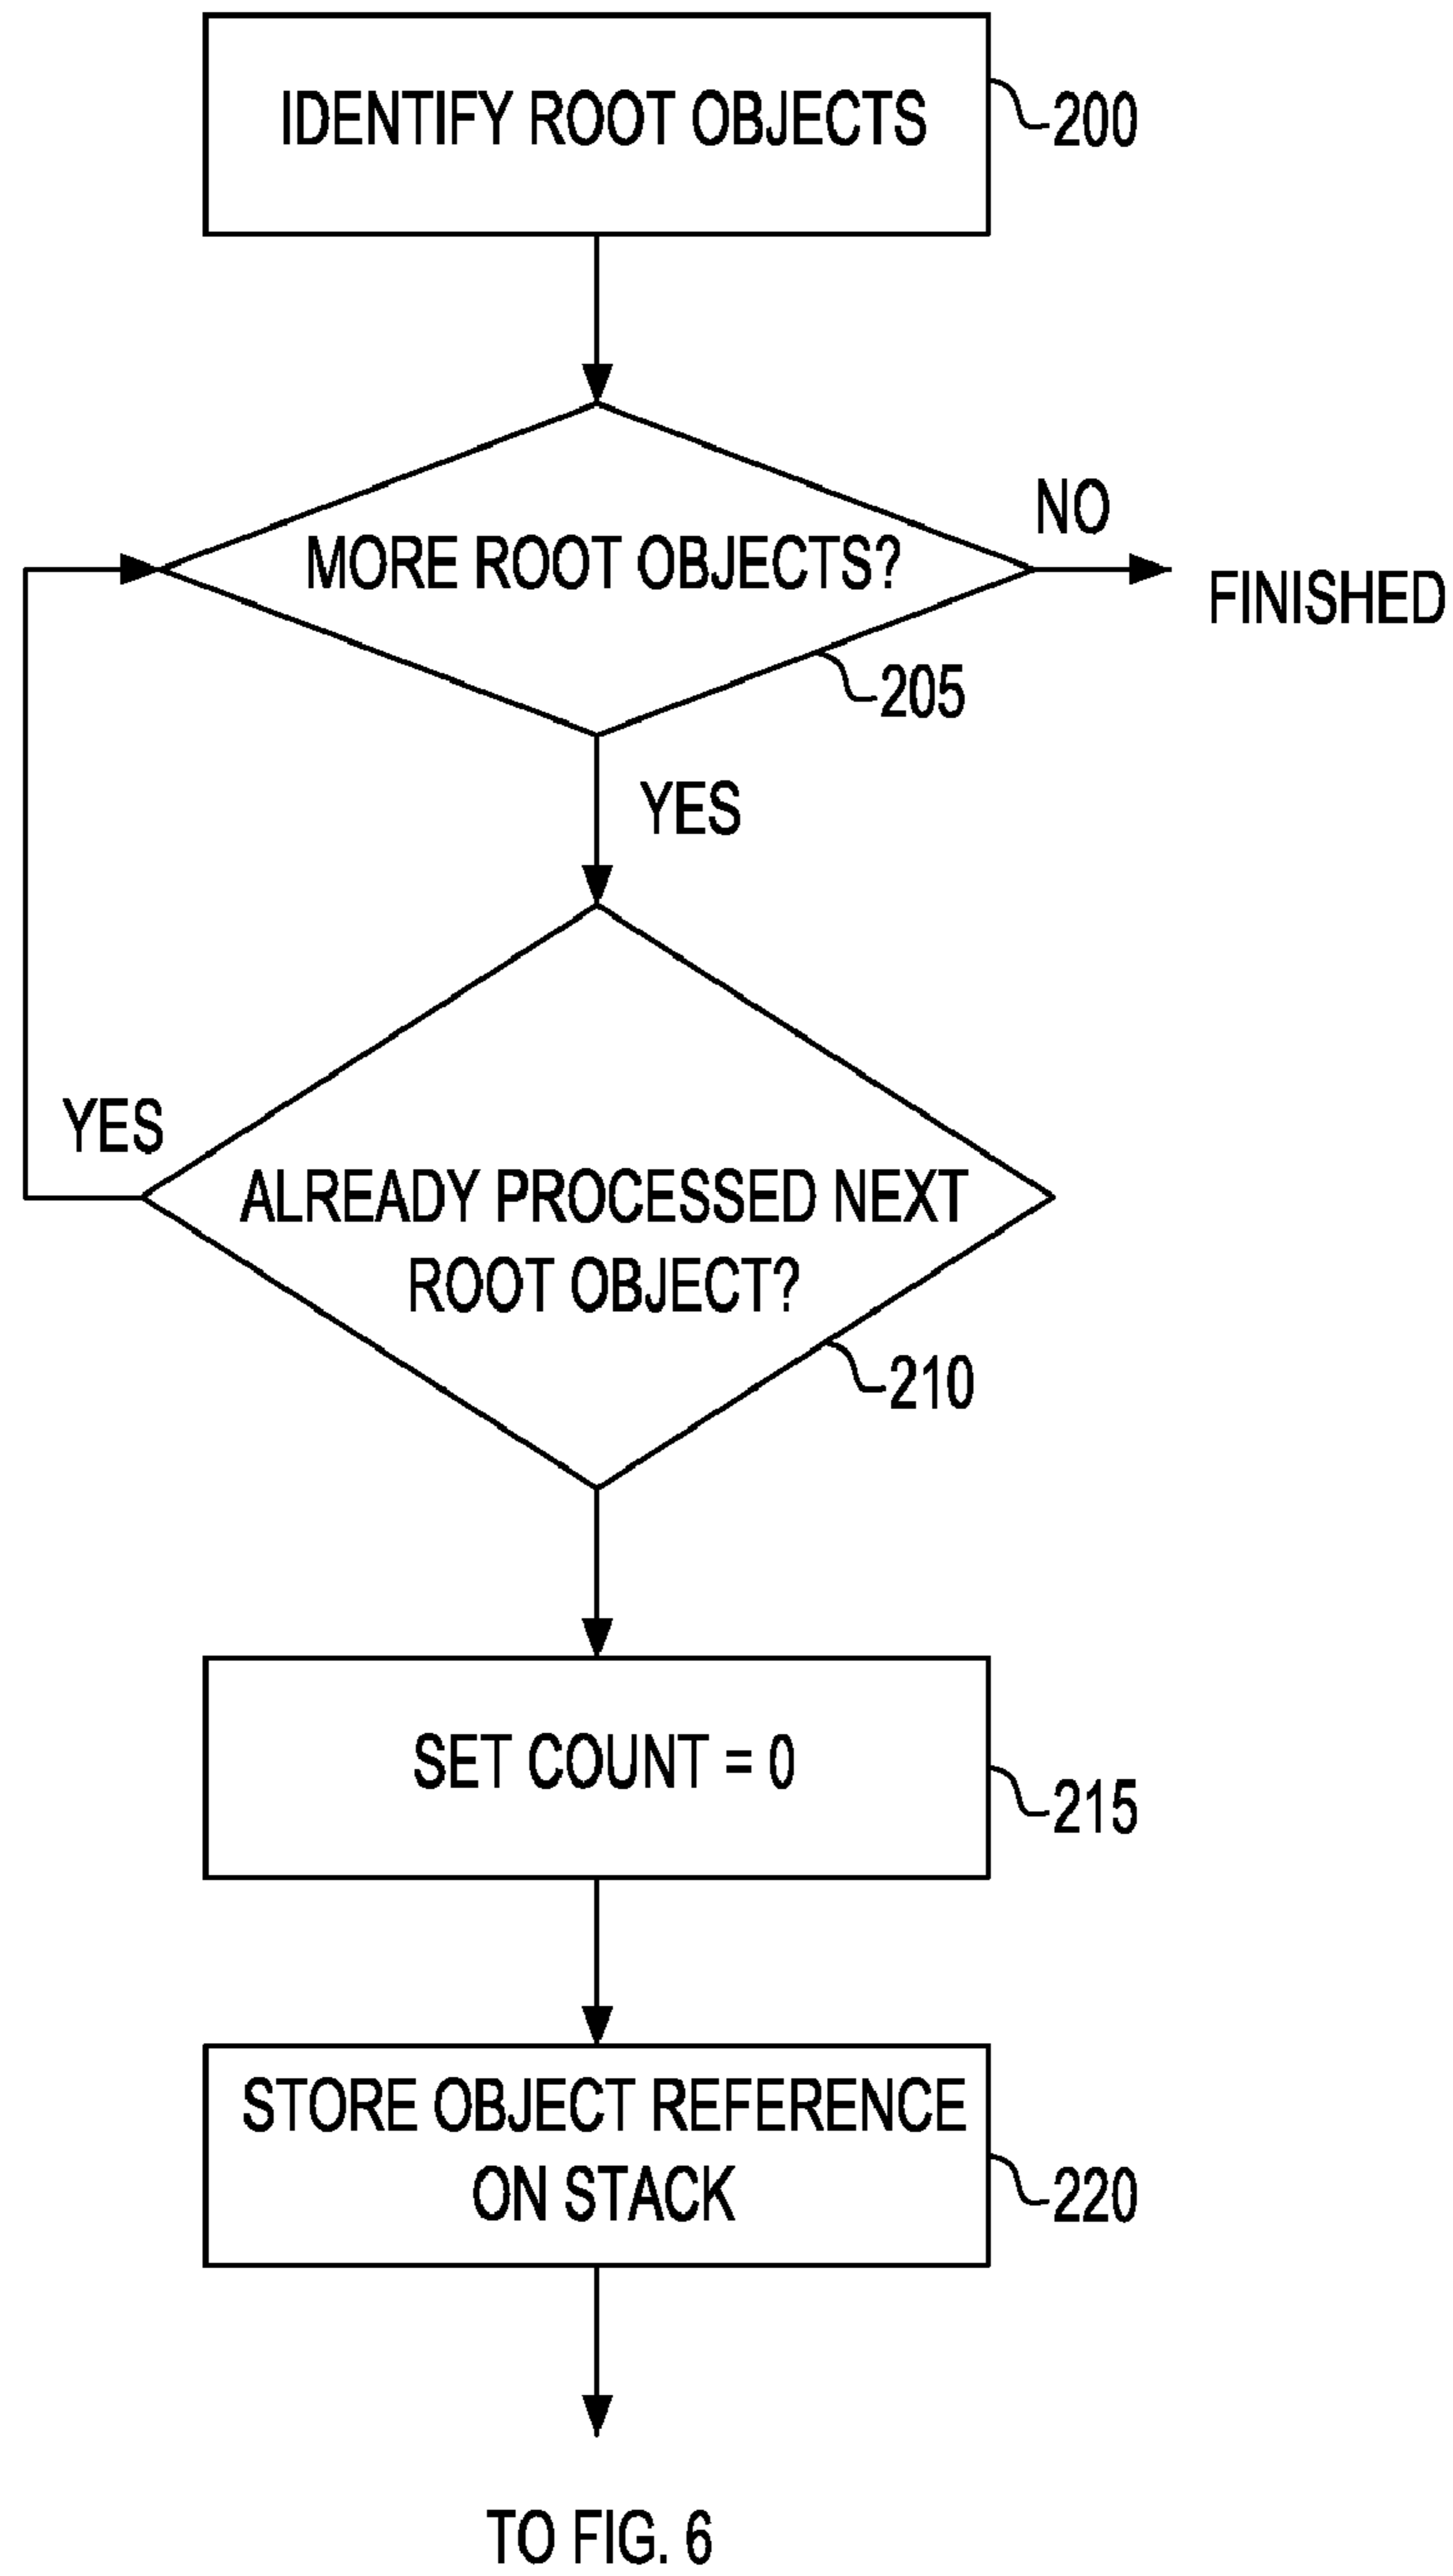 IDENTIFY ROOT OBJECTS
200
MORE ROOT OBJECTS?
NO
FINISHED
205
YES
YES
ALREADY PROCESSED NEXT
ROOT OBJECT?
210
SET COUNT = 0
215
STORE OBJECT REFERENCE
ON STACK
220
TO FIG. 6